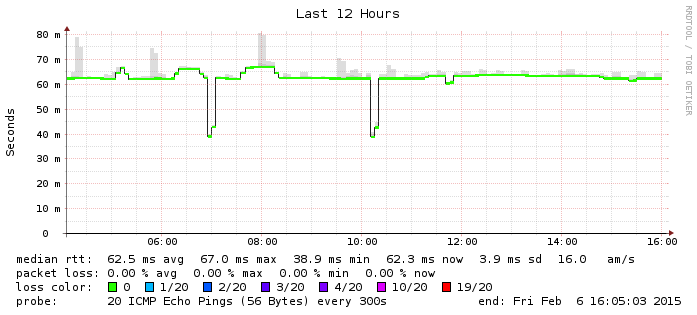 Last 12 Hours
RRDTOOL / TOBI OETIKER
Seconds
80 m
70 m
60 m
50 m
40 m
30 m
20 m
10 m
0
06:00 08:00 10:00 12:00 14:00 16:00
median rtt: 62.5 ms avg 67.0 ms max 38.9 ms min 62.3 ms now 3.9 ms sd 16.0 am/s
packet loss: 0.00 % avg 0.00 % max 0.00 % min 0.00 % now
loss color: 0 1/20 2/20 3/20 4/20 10/20 19/20
probe: 20 ICMP Echo Pings (56 Bytes) every 300s end: Fri Feb 6 16:05:03 2015